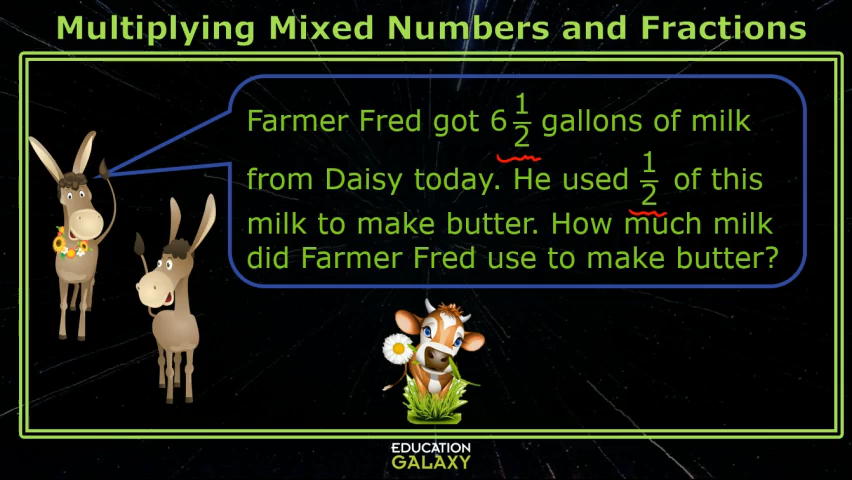 Multiplying Mixed Numbers and Fractions
Farmer Fred got 6 1/2 gallons of milk
from Daisy today. He used 1/2 of this
milk to make butter. How much milk
did Farmer Fred use to make butter?
EDUCATION
GALAXY